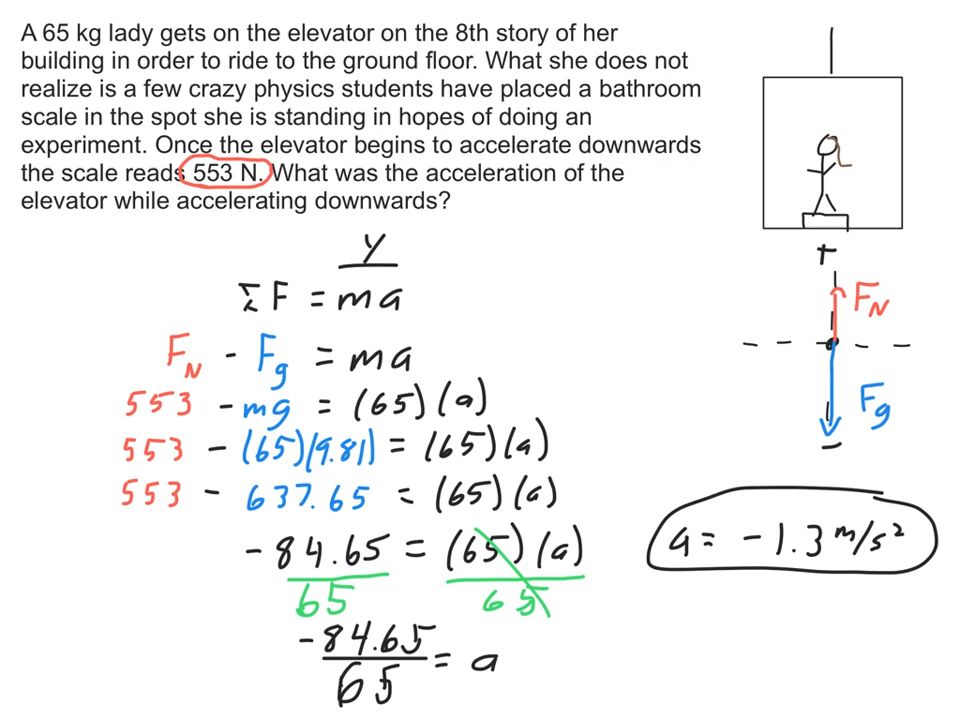 A 65 kg lady gets on the elevator on the 8th story of her
building in order to ride to the ground floor. What she does not
realize is a few crazy physics students have placed a bathroom
scale in the spot she is standing in hopes of doing an
experiment. Once the elevator begins to accelerate downwards
the scale reads 553 N. What was the acceleration of the
elevator while accelerating downwards?
y
ΣF = ma
F_N - F_g = ma
553 - mg = (65)(a)
553 - (65)(9.81) = (65)(a)
553 - 637.65 = (65)(a)
-84.65 = (65)(a)
65 65
-84.65
65
= a
+
F_N
F_g
-
a = -1.3 m/s²